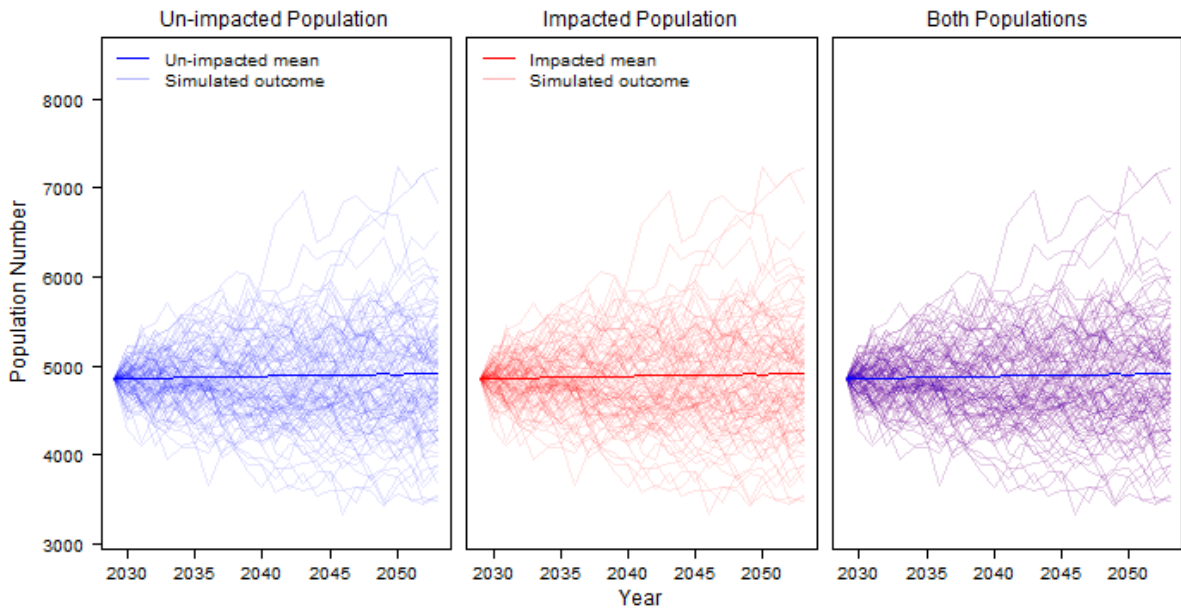 Un-impacted Population
Impacted Population
Both Populations
Un-impacted mean
Simulated outcome
Impacted mean
Simulated outcome
Population Number
8000
7000
6000
5000
4000
3000
2030 2035 2040 2045 2050
2030 2035 2040 2045 2050
2030 2035 2040 2045 2050
Year